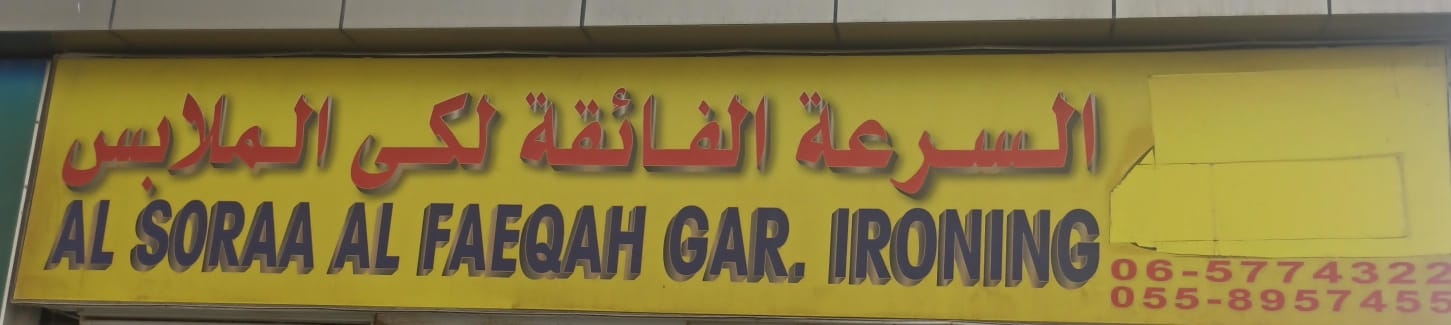 السرعة الفائقة لكى الملابس
AL SORAA AL FAEQAH GAR. IRONING
06-5774322
055-8957455